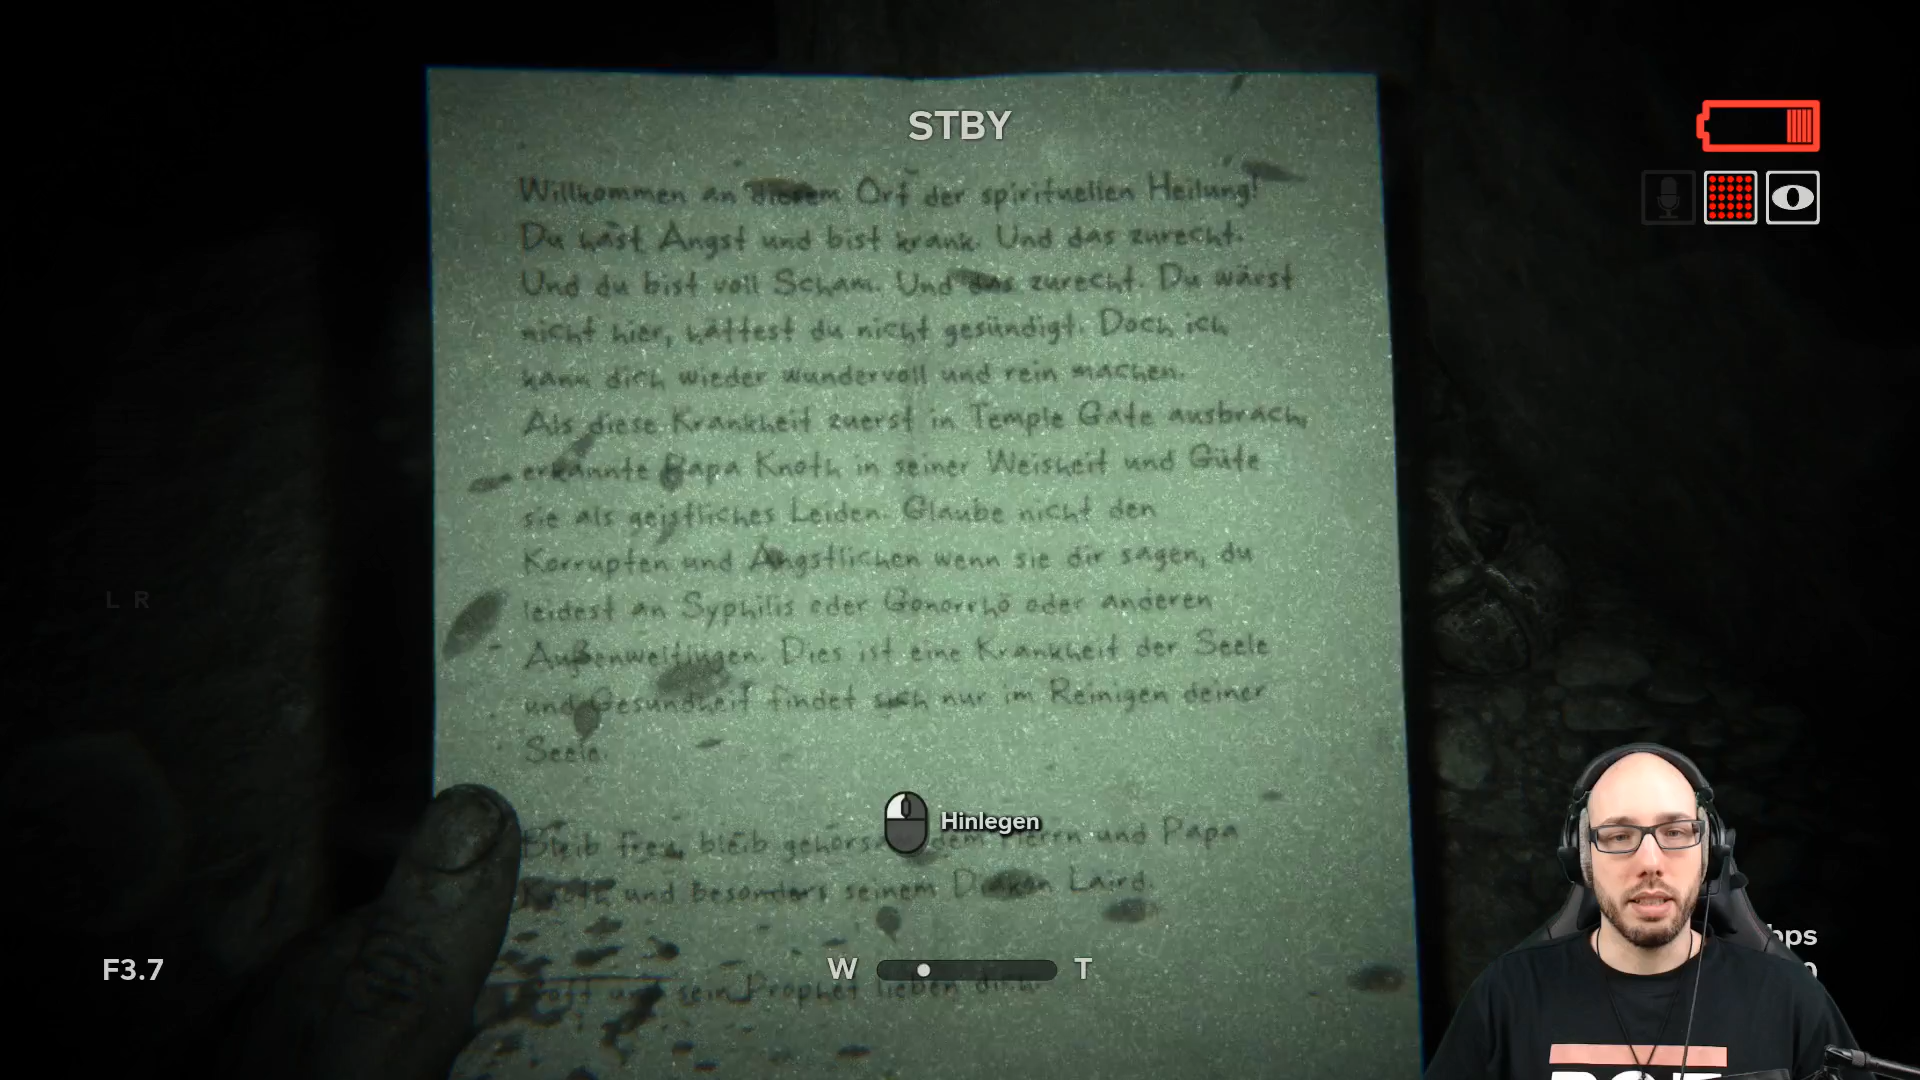 STBY
Willkommen an diesem Ort der spirituellen Heilung!
Du hast Angst und bist krank. Und das zurecht.
Und du bist voll Scham. Und das zurecht. Du wärst
nicht hier, hättest du nicht gesündigt. Doch ich
kann dich wieder wundervoll und rein machen.
Als diese Krankheit zuerst in Temple Gate ausbrach,
erkannte Papa Knoth in seiner Weisheit und Güte
sie als geistliches Leiden. Glaube nicht den
Korrupten und Ängstlichen wenn sie dir sagen, du
leidest an Syphilis oder Gonorrhö oder anderen
L R
Außenweltlugen. Dies ist eine Krankheit der Seele
und Gesundheit findet sich nur im Reinigen deiner
Seele.
Hinlegen
Bleib treu, bleib gehorsam dem Herrn und Papa
Knoth und besonders seinem Diakon Laird.
Gott und sein Prophet lieben dich
F3.7
W T
bps